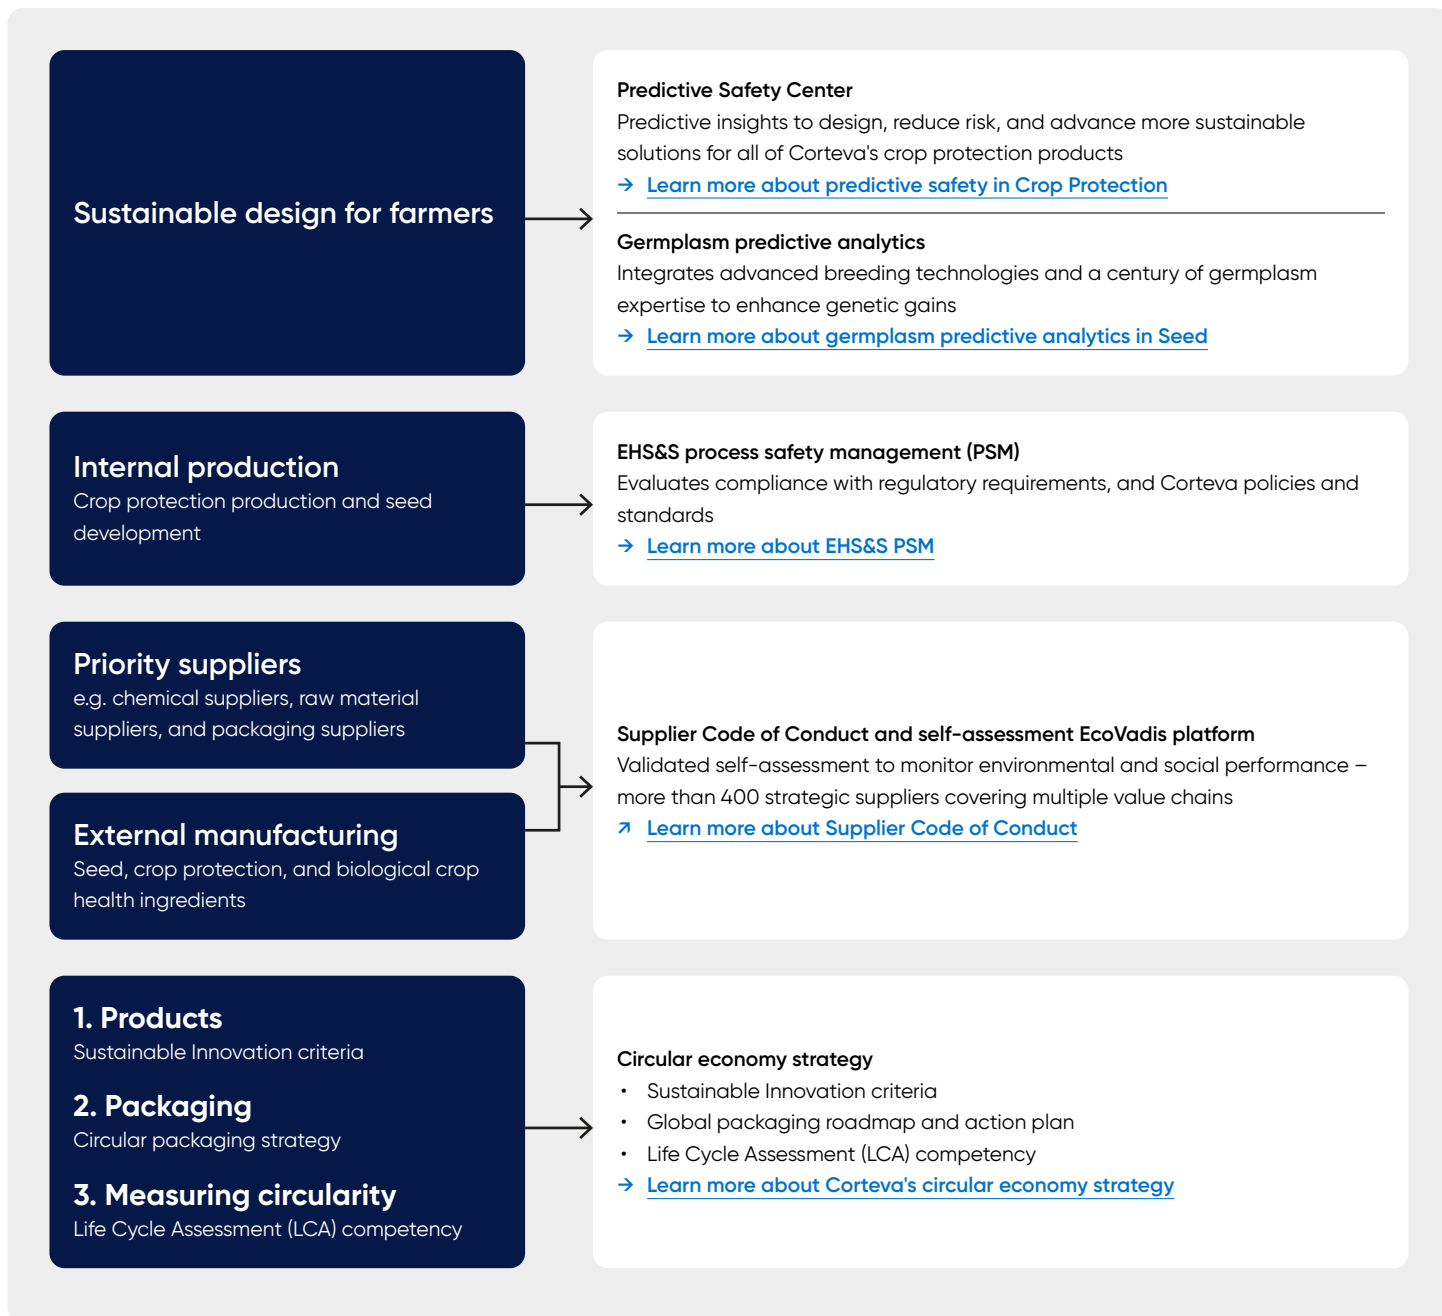 Sustainable design for farmers
Predictive Safety Center
Predictive insights to design, reduce risk, and advance more sustainable
solutions for all of Corteva's crop protection products
→ Learn more about predictive safety in Crop Protection
Germplasm predictive analytics
Integrates advanced breeding technologies and a century of germplasm
expertise to enhance genetic gains
→ Learn more about germplasm predictive analytics in Seed
Internal production
Crop protection production and seed
development
EHS&S process safety management (PSM)
Evaluates compliance with regulatory requirements, and Corteva policies and
standards
→ Learn more about EHS&S PSM
Priority suppliers
e.g. chemical suppliers, raw material
suppliers, and packaging suppliers
External manufacturing
Seed, crop protection, and biological crop
health ingredients
Supplier Code of Conduct and self-assessment EcoVadis platform
Validated self-assessment to monitor environmental and social performance –
more than 400 strategic suppliers covering multiple value chains
↗ Learn more about Supplier Code of Conduct
1. Products
Sustainable Innovation criteria
2. Packaging
Circular packaging strategy
3. Measuring circularity
Life Cycle Assessment (LCA) competency
Circular economy strategy
• Sustainable Innovation criteria
• Global packaging roadmap and action plan
• Life Cycle Assessment (LCA) competency
→ Learn more about Corteva's circular economy strategy